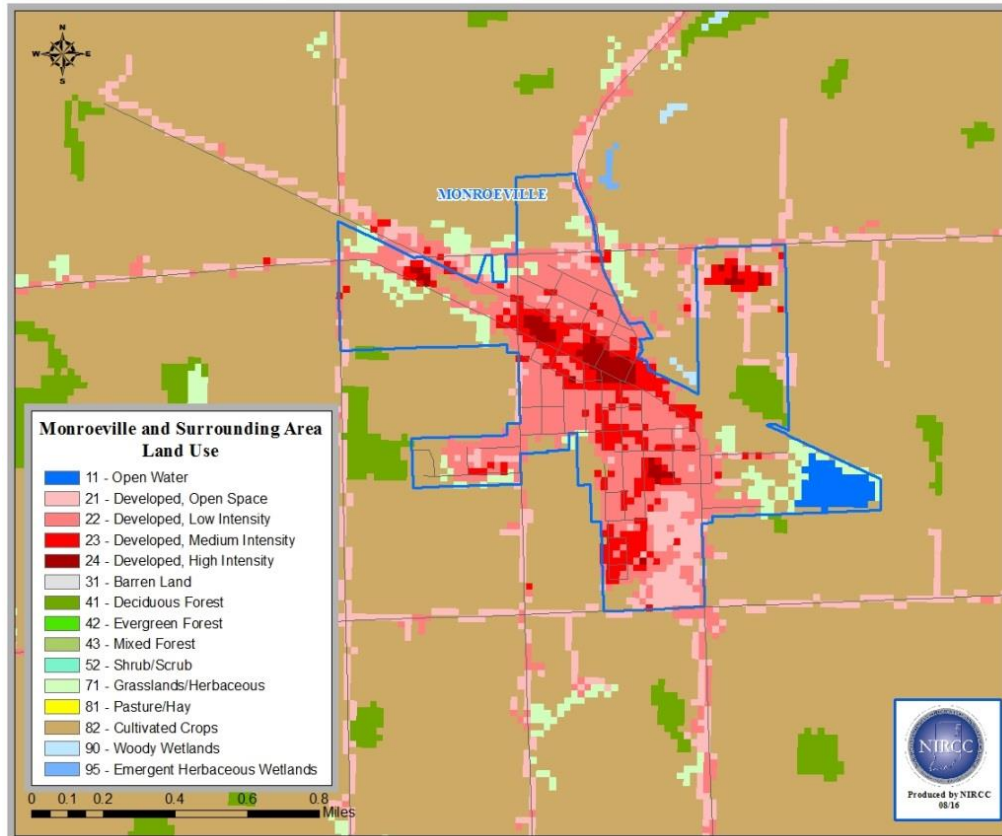 N
W E
S
MONROEVILLE
Monroeville and Surrounding Area
Land Use
11 - Open Water
21 - Developed, Open Space
22 - Developed, Low Intensity
23 - Developed, Medium Intensity
24 - Developed, High Intensity
31 - Barren Land
41 - Deciduous Forest
42 - Evergreen Forest
43 - Mixed Forest
52 - Shrub/Scrub
71 - Grasslands/Herbaceous
81 - Pasture/Hay
82 - Cultivated Crops
90 - Woody Wetlands
95 - Emergent Herbaceous Wetlands
0 0.1 0.2 0.4 0.6 0.8
Miles
NIRCC
Produced by NIRCC
08/16